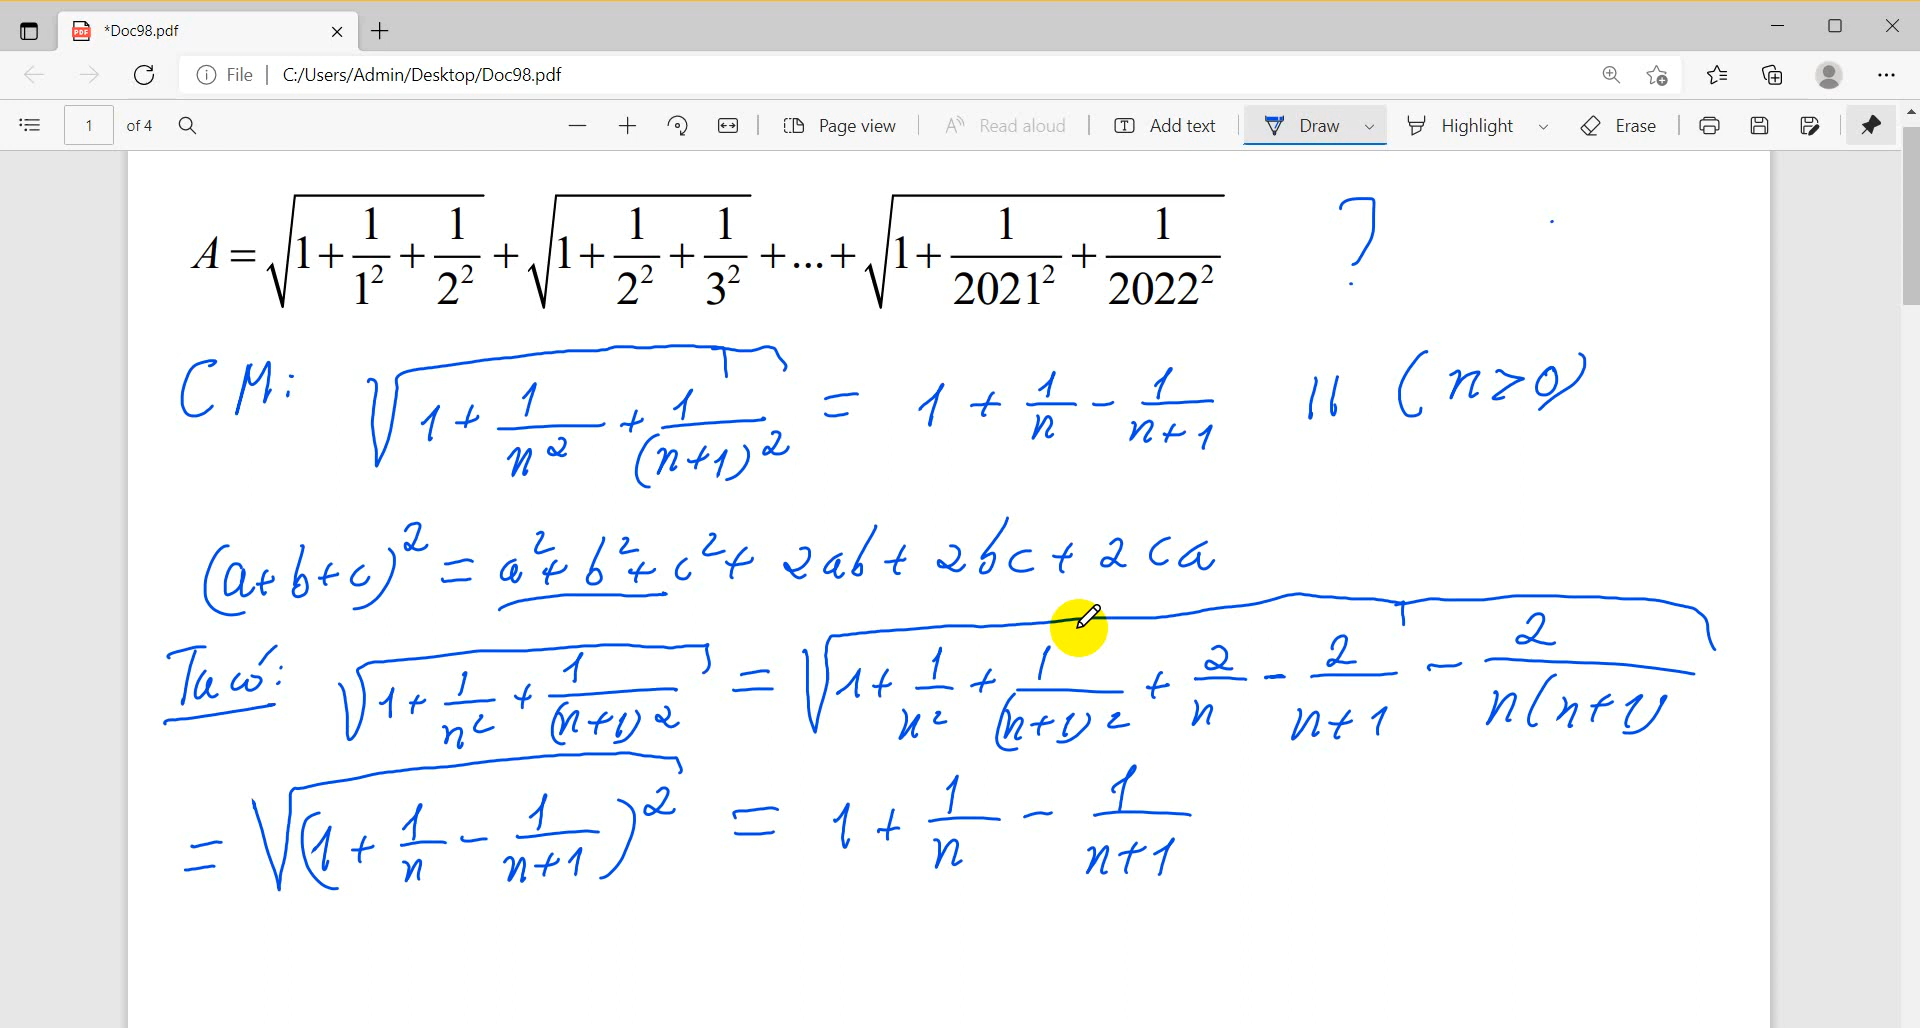 *Doc98.pdf
File | C:/Users/Admin/Desktop/Doc98.pdf
1 of 4 Page view Read aloud Add text Draw Highlight Erase
A = √(1 + 1/1² + 1/2²) + √(1 + 1/2² + 1/3²) + ... + √(1 + 1/2021² + 1/2022²) ?
CM: √(1 + 1/n² + 1/(n+1)²) = 1 + 1/n - 1/(n+1) (n>0)
(a+b+c)² = a² + b² + c² + 2ab + 2bc + 2ca
Ta có: √(1 + 1/n² + 1/(n+1)²) = √(1 + 1/n² + 1/(n+1)² + 2/n - 2/(n+1) - 2/(n(n+1)))
= √((1 + 1/n - 1/(n+1))²) = 1 + 1/n - 1/(n+1)